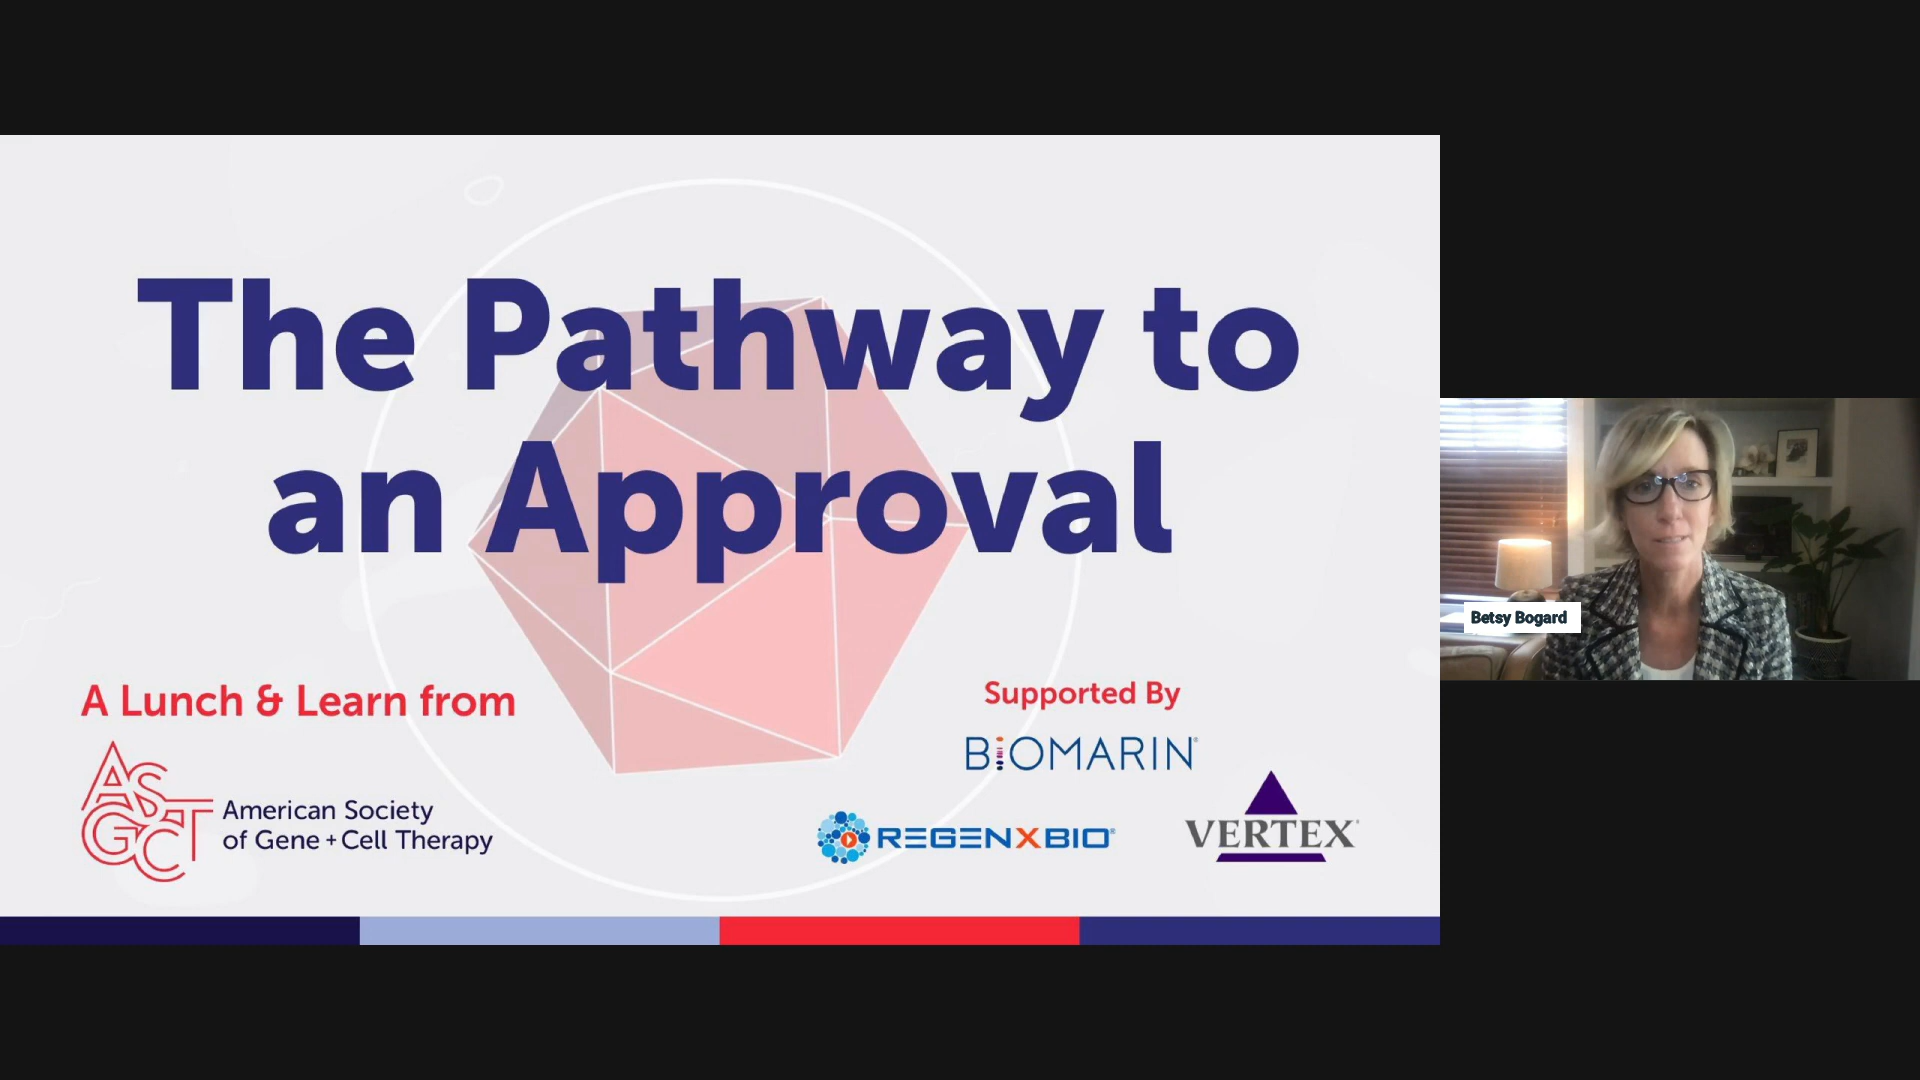 The Pathway to
an Approval
A Lunch & Learn from
ASGCT
American Society
of Gene + Cell Therapy
Supported By
BiOMARIN®
REGENXBIO®
VERTEX®
Betsy Bogard